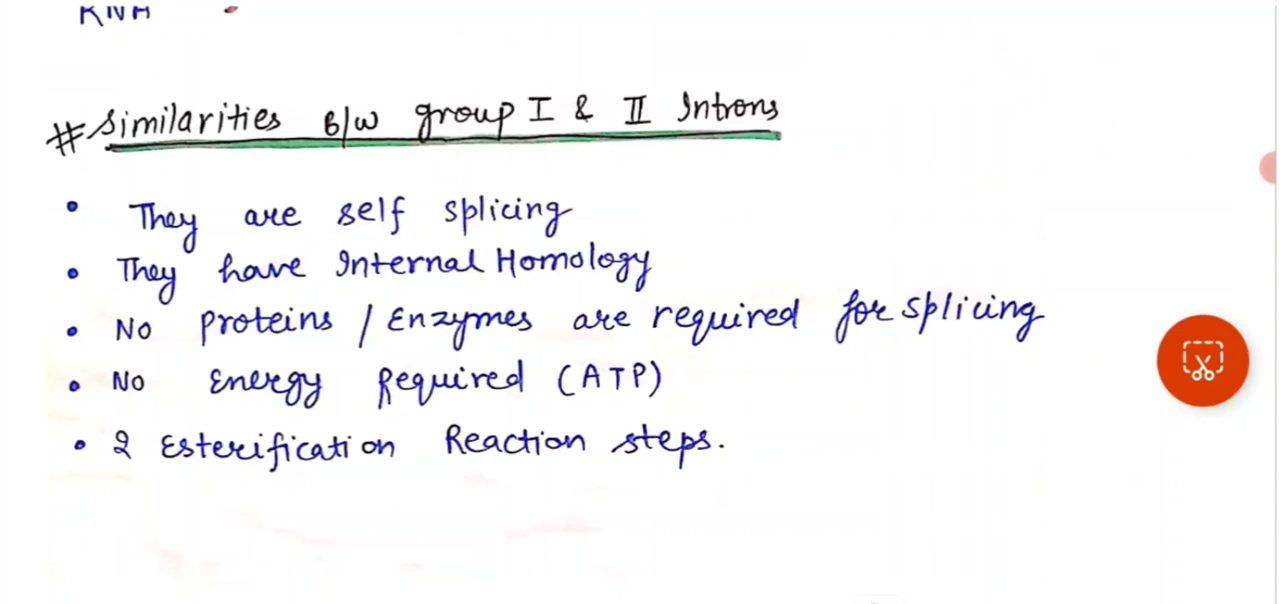 RNA
# Similarities b/w group I & II Introns
• They are self splicing
• They have Internal Homology
• No proteins / Enzymes are required for splicing
• No Energy Required (ATP)
• 2 Esterification Reaction steps.